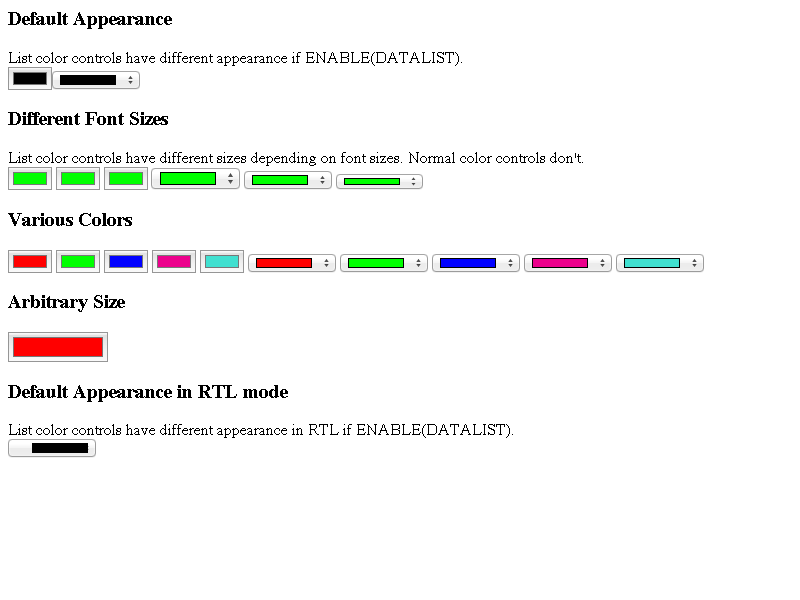 Default Appearance
List color controls have different appearance if ENABLE(DATALIST).
Different Font Sizes
List color controls have different sizes depending on font sizes. Normal color controls don't.
Various Colors
Arbitrary Size
Default Appearance in RTL mode
List color controls have different appearance in RTL if ENABLE(DATALIST).